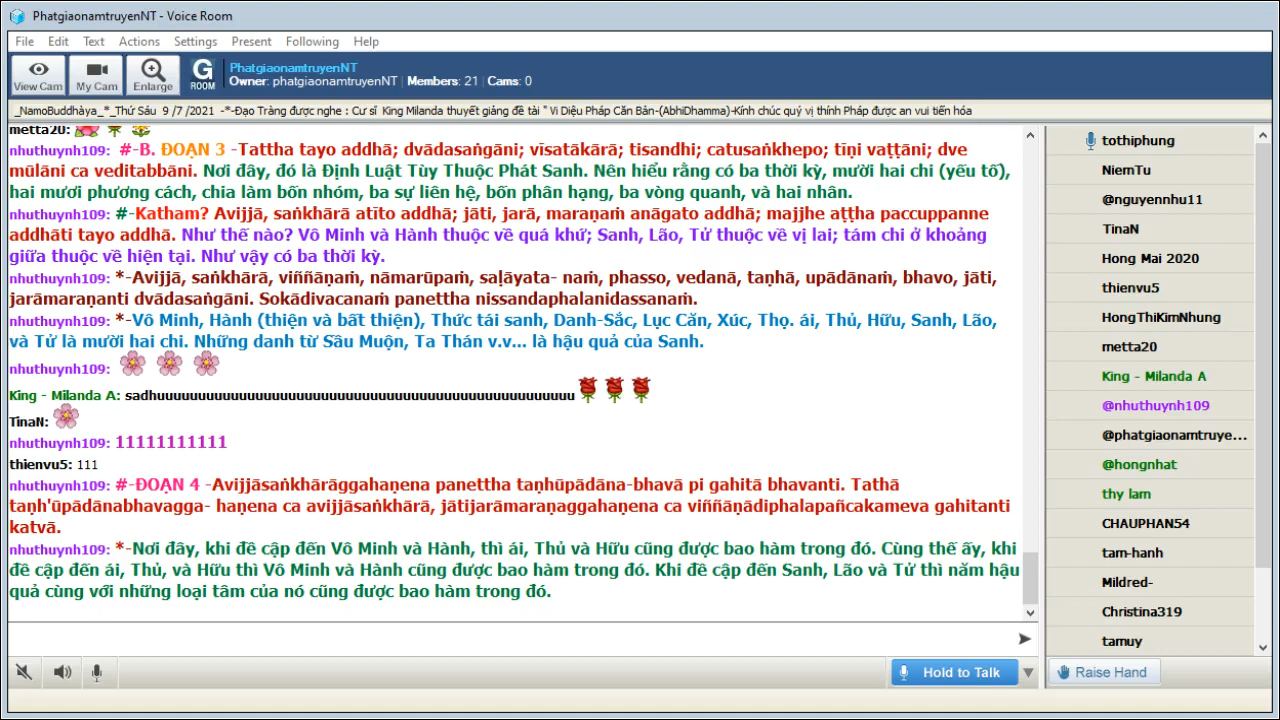 PhatgiaonamtruyenNT - Voice Room
File Edit Text Actions Settings Present Following Help
View Cam My Cam Enlarge G ROOM
PhatgiaonamtruyenNT
Owner: phatgiaonamtruyenNT | Members: 21 | Cams: 0
_NamoBuddhàya_*_Thứ Sáu 9 /7 /2021 -*-Đạo Tràng được nghe : Cư sĩ King Milanda thuyết giảng đề tài " Vi Diệu Pháp Căn Bản-(AbhiDhamma)-Kính chúc quý vị thính Pháp được an vui tiến hóa
metta20:
nhuthuynh109: #-B. ĐOẠN 3 -Tattha tayo addhā; dvādasaṅgāni; vīsatākārā; tisandhi; catusaṅkhepo; tīṇi vaṭṭāni; dve
mūlāni ca veditabbāni. Nơi đây, đó là Định Luật Tùy Thuộc Phát Sanh. Nên hiểu rằng có ba thời kỳ, mười hai chi (yếu tố),
hai mươi phương cách, chia làm bốn nhóm, ba sự liên hệ, bốn phân hạng, ba vòng quanh, và hai nhân.
nhuthuynh109: #-Katham? Avijjā, saṅkhārā atīto addhā; jāti, jarā, maraṇaṁ anāgato addhā; majjhe aṭṭha paccuppanne
addhāti tayo addhā. Như thế nào? Vô Minh và Hành thuộc về quá khứ; Sanh, Lão, Tử thuộc về vị lai; tám chi ở khoảng
giữa thuộc về hiện tại. Như vậy có ba thời kỳ.
nhuthuynh109: *-Avijjā, saṅkhārā, viññāṇaṁ, nāmarūpaṁ, saḷāyata- naṁ, phasso, vedanā, taṇhā, upādānaṁ, bhavo, jāti,
jarāmaraṇanti dvādasaṅgāni. Sokādivacanaṁ panettha nissandaphalanidassanaṁ.
nhuthuynh109: *-Vô Minh, Hành (thiện và bất thiện), Thức tái sanh, Danh-Sắc, Lục Căn, Xúc, Thọ. ái, Thủ, Hữu, Sanh, Lão,
và Tử là mười hai chi. Những danh từ Sầu Muộn, Ta Thán v.v... là hậu quả của Sanh.
nhuthuynh109:
King - Milanda A: sadhuuuuuuuuuuuuuuuuuuuuuuuuuuuuuuuuuuuuuuuuuuuuuuuuuuu
TinaN:
nhuthuynh109: 11111111111
thienvu5: 111
nhuthuynh109: #-ĐOẠN 4 -Avijjāsaṅkhārāggahaṇena panettha taṇhūpādāna-bhavā pi gahitā bhavanti. Tathā
taṇh'ūpādānabhavagga- haṇena ca avijjāsaṅkhārā, jātijarāmaraṇaggahaṇena ca viññāṇādiphalapañcakameva gahitanti
katvā.
nhuthuynh109: *-Nơi đây, khi đề cập đến Vô Minh và Hành, thì ái, Thủ và Hữu cũng được bao hàm trong đó. Cùng thế ấy, khi
đề cập đến ái, Thủ, và Hữu thì Vô Minh và Hành cũng được bao hàm trong đó. Khi đề cập đến Sanh, Lão và Tử thì năm hậu
quả cùng với những loại tâm của nó cũng được bao hàm trong đó.
Hold to Talk
tothiphung
NiemTu
@nguyennhu11
TinaN
Hong Mai 2020
thienvu5
HongThiKimNhung
metta20
King - Milanda A
@nhuthuynh109
@phatgiaonamtruye...
@hongnhat
thy lam
CHAUPHAN54
tam-hanh
Mildred-
Christina319
tamuy
Raise Hand